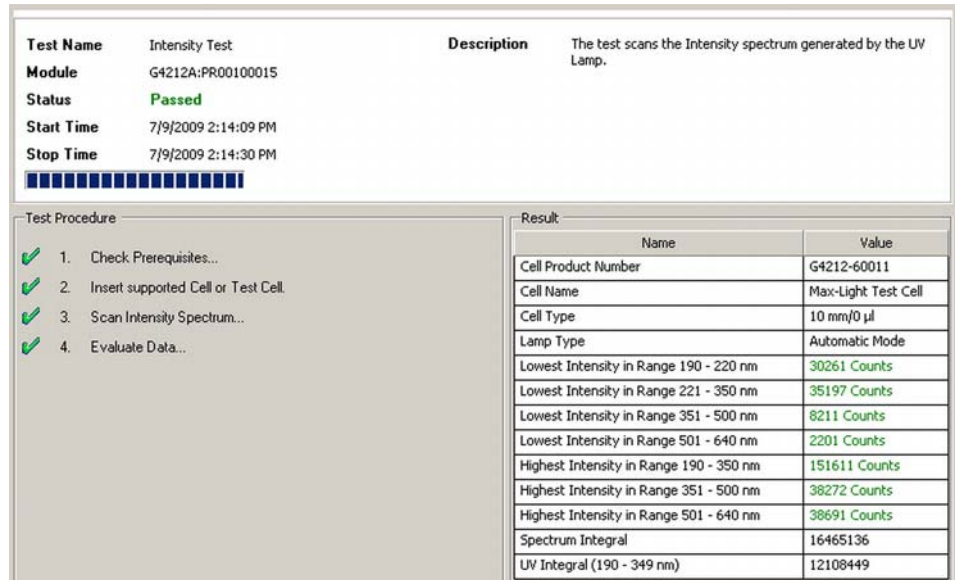 Test Name Intensity Test
Description The test scans the Intensity spectrum generated by the UV
Lamp.
Module G4212A:PR00100015
Status Passed
Start Time 7/9/2009 2:14:09 PM
Stop Time 7/9/2009 2:14:30 PM
Test Procedure
1. Check Prerequisites...
2. Insert supported Cell or Test Cell.
3. Scan Intensity Spectrum...
4. Evaluate Data...
Result
Name Value
Cell Product Number G4212-60011
Cell Name Max-Light Test Cell
Cell Type 10 mm/0 µl
Lamp Type Automatic Mode
Lowest Intensity in Range 190 - 220 nm 30261 Counts
Lowest Intensity in Range 221 - 350 nm 35197 Counts
Lowest Intensity in Range 351 - 500 nm 8211 Counts
Lowest Intensity in Range 501 - 640 nm 2201 Counts
Highest Intensity in Range 190 - 350 nm 151611 Counts
Highest Intensity in Range 351 - 500 nm 38272 Counts
Highest Intensity in Range 501 - 640 nm 38691 Counts
Spectrum Integral 16465136
UV Integral (190 - 349 nm) 12108449